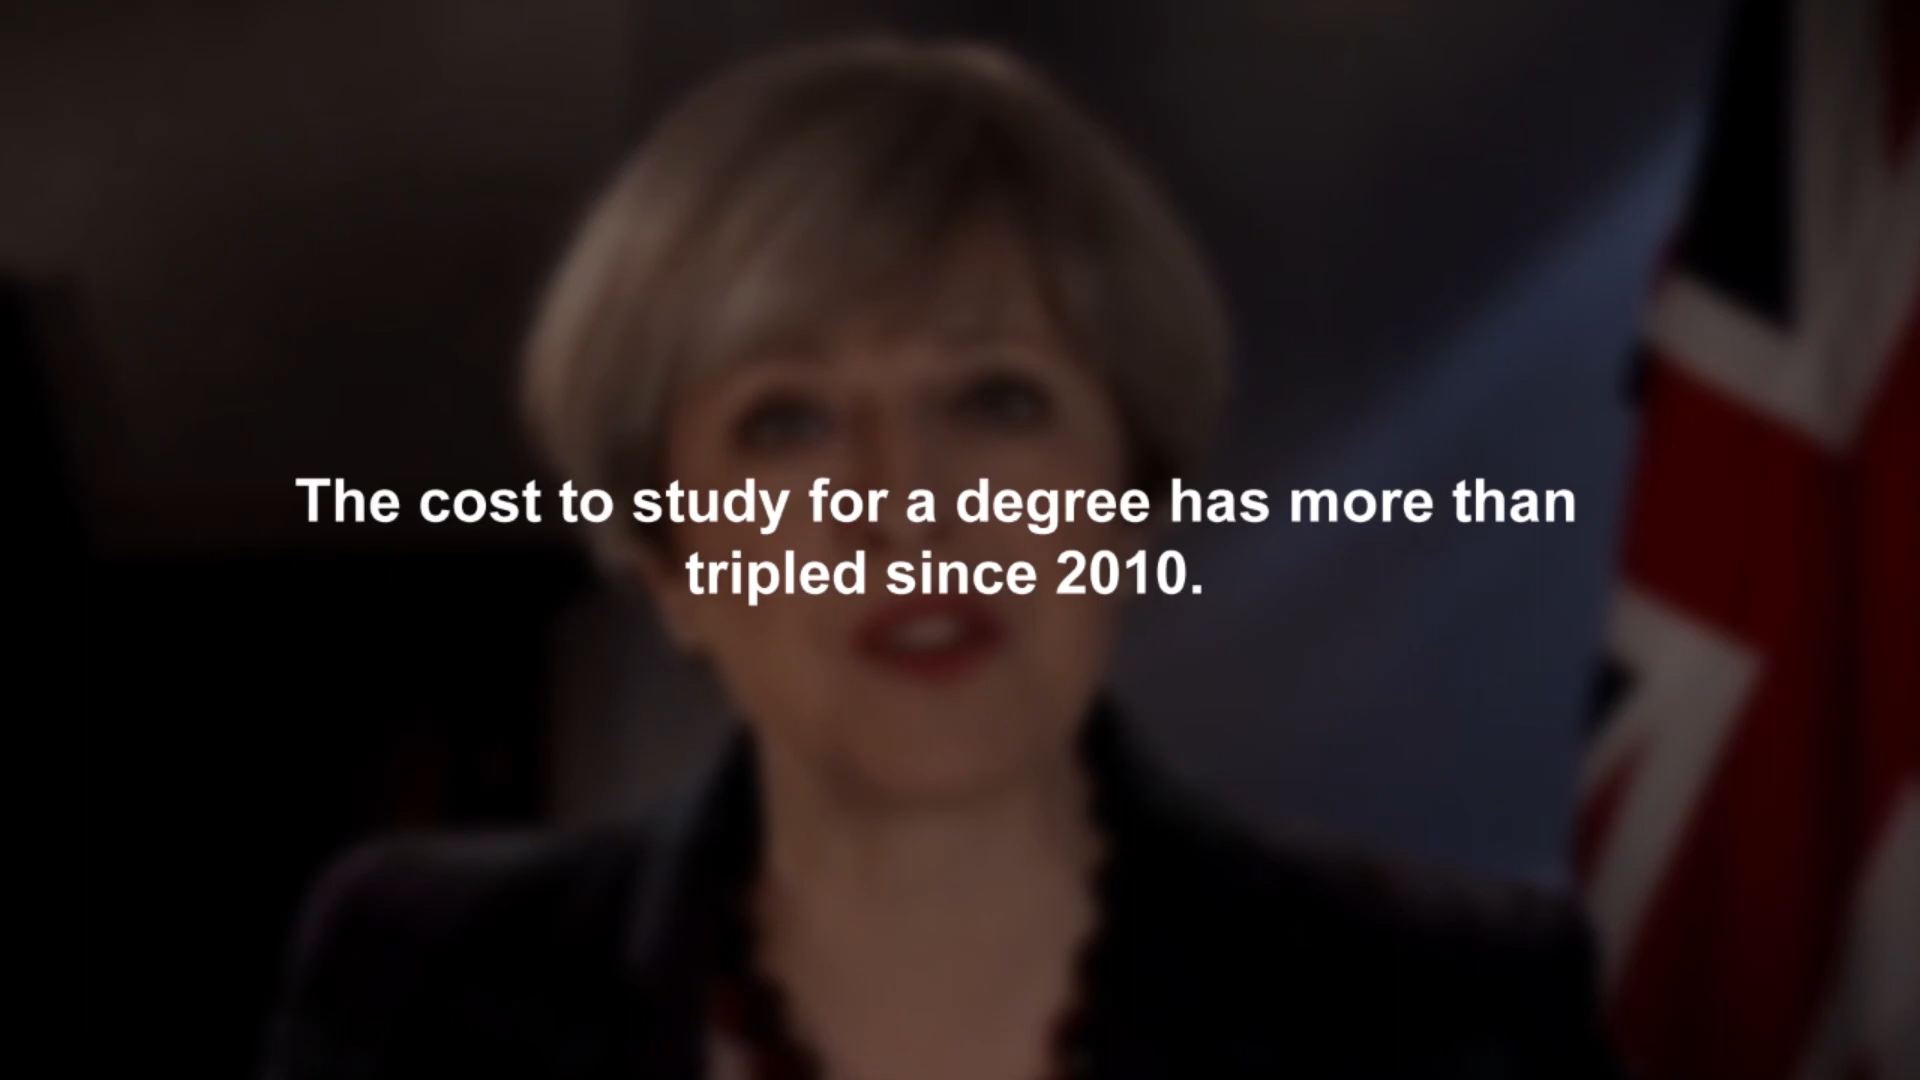 The cost to study for a degree has more than
tripled since 2010.